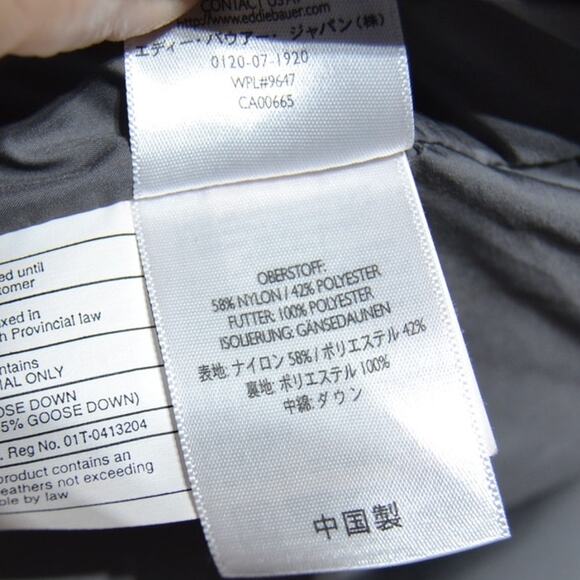 CONTACT US AT
http://www.eddiebauer.com
エディー・バウアー・ジャパン(株)
0120-07-1920
WPL#9647
CA00665
OBERSTOFF:
58% NYLON / 42% POLYESTER
FUTTER: 100% POLYESTER
ISOLIERUNG: GÄNSEDAUNEN
表地: ナイロン 58% / ポリエステル 42%
裏地: ポリエステル 100%
中綿: ダウン
中国製
ed until
tomer
xed in
h Provincial law
ntains
IAL ONLY
OSE DOWN
5% GOOSE DOWN)
. Reg No. 01T-0413204
product contains an
eathers not exceeding
ble by law